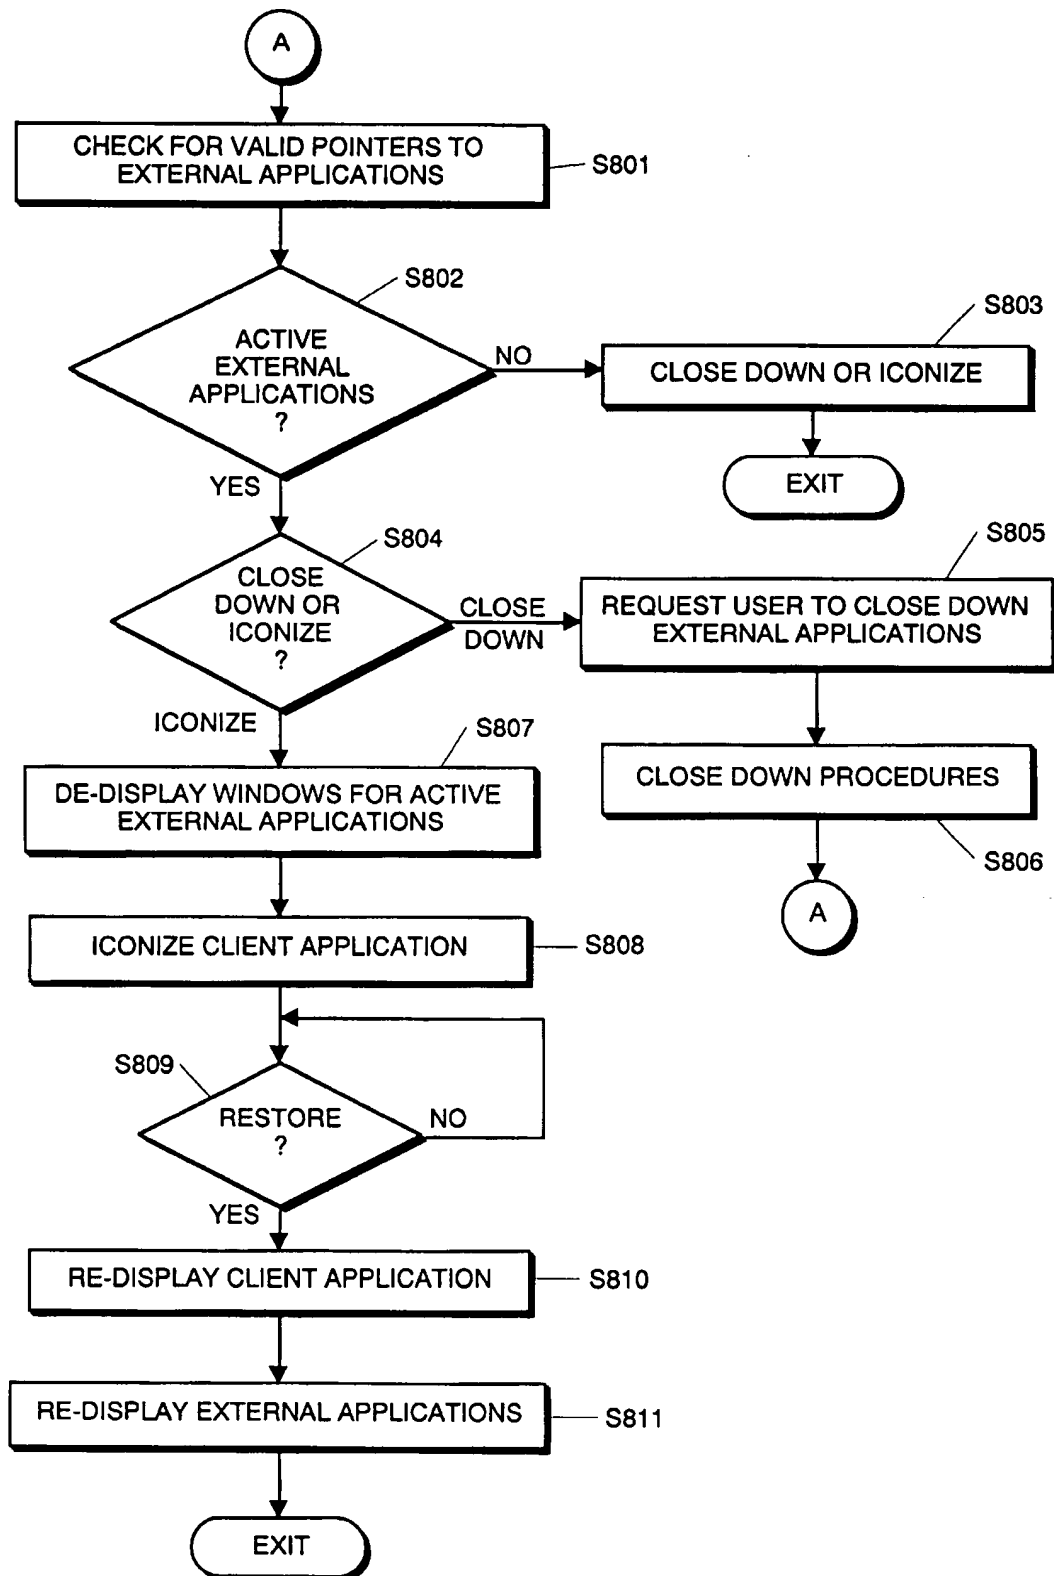 A
CHECK FOR VALID POINTERS TO
EXTERNAL APPLICATIONS
S801
S802
ACTIVE
EXTERNAL
APPLICATIONS
?
NO
S803
CLOSE DOWN OR ICONIZE
EXIT
YES
S804
CLOSE
DOWN OR
ICONIZE
?
CLOSE
DOWN
S805
REQUEST USER TO CLOSE DOWN
EXTERNAL APPLICATIONS
CLOSE DOWN PROCEDURES
S806
A
ICONIZE
S807
DE-DISPLAY WINDOWS FOR ACTIVE
EXTERNAL APPLICATIONS
ICONIZE CLIENT APPLICATION
S808
S809
RESTORE
?
NO
YES
RE-DISPLAY CLIENT APPLICATION
S810
RE-DISPLAY EXTERNAL APPLICATIONS
S811
EXIT